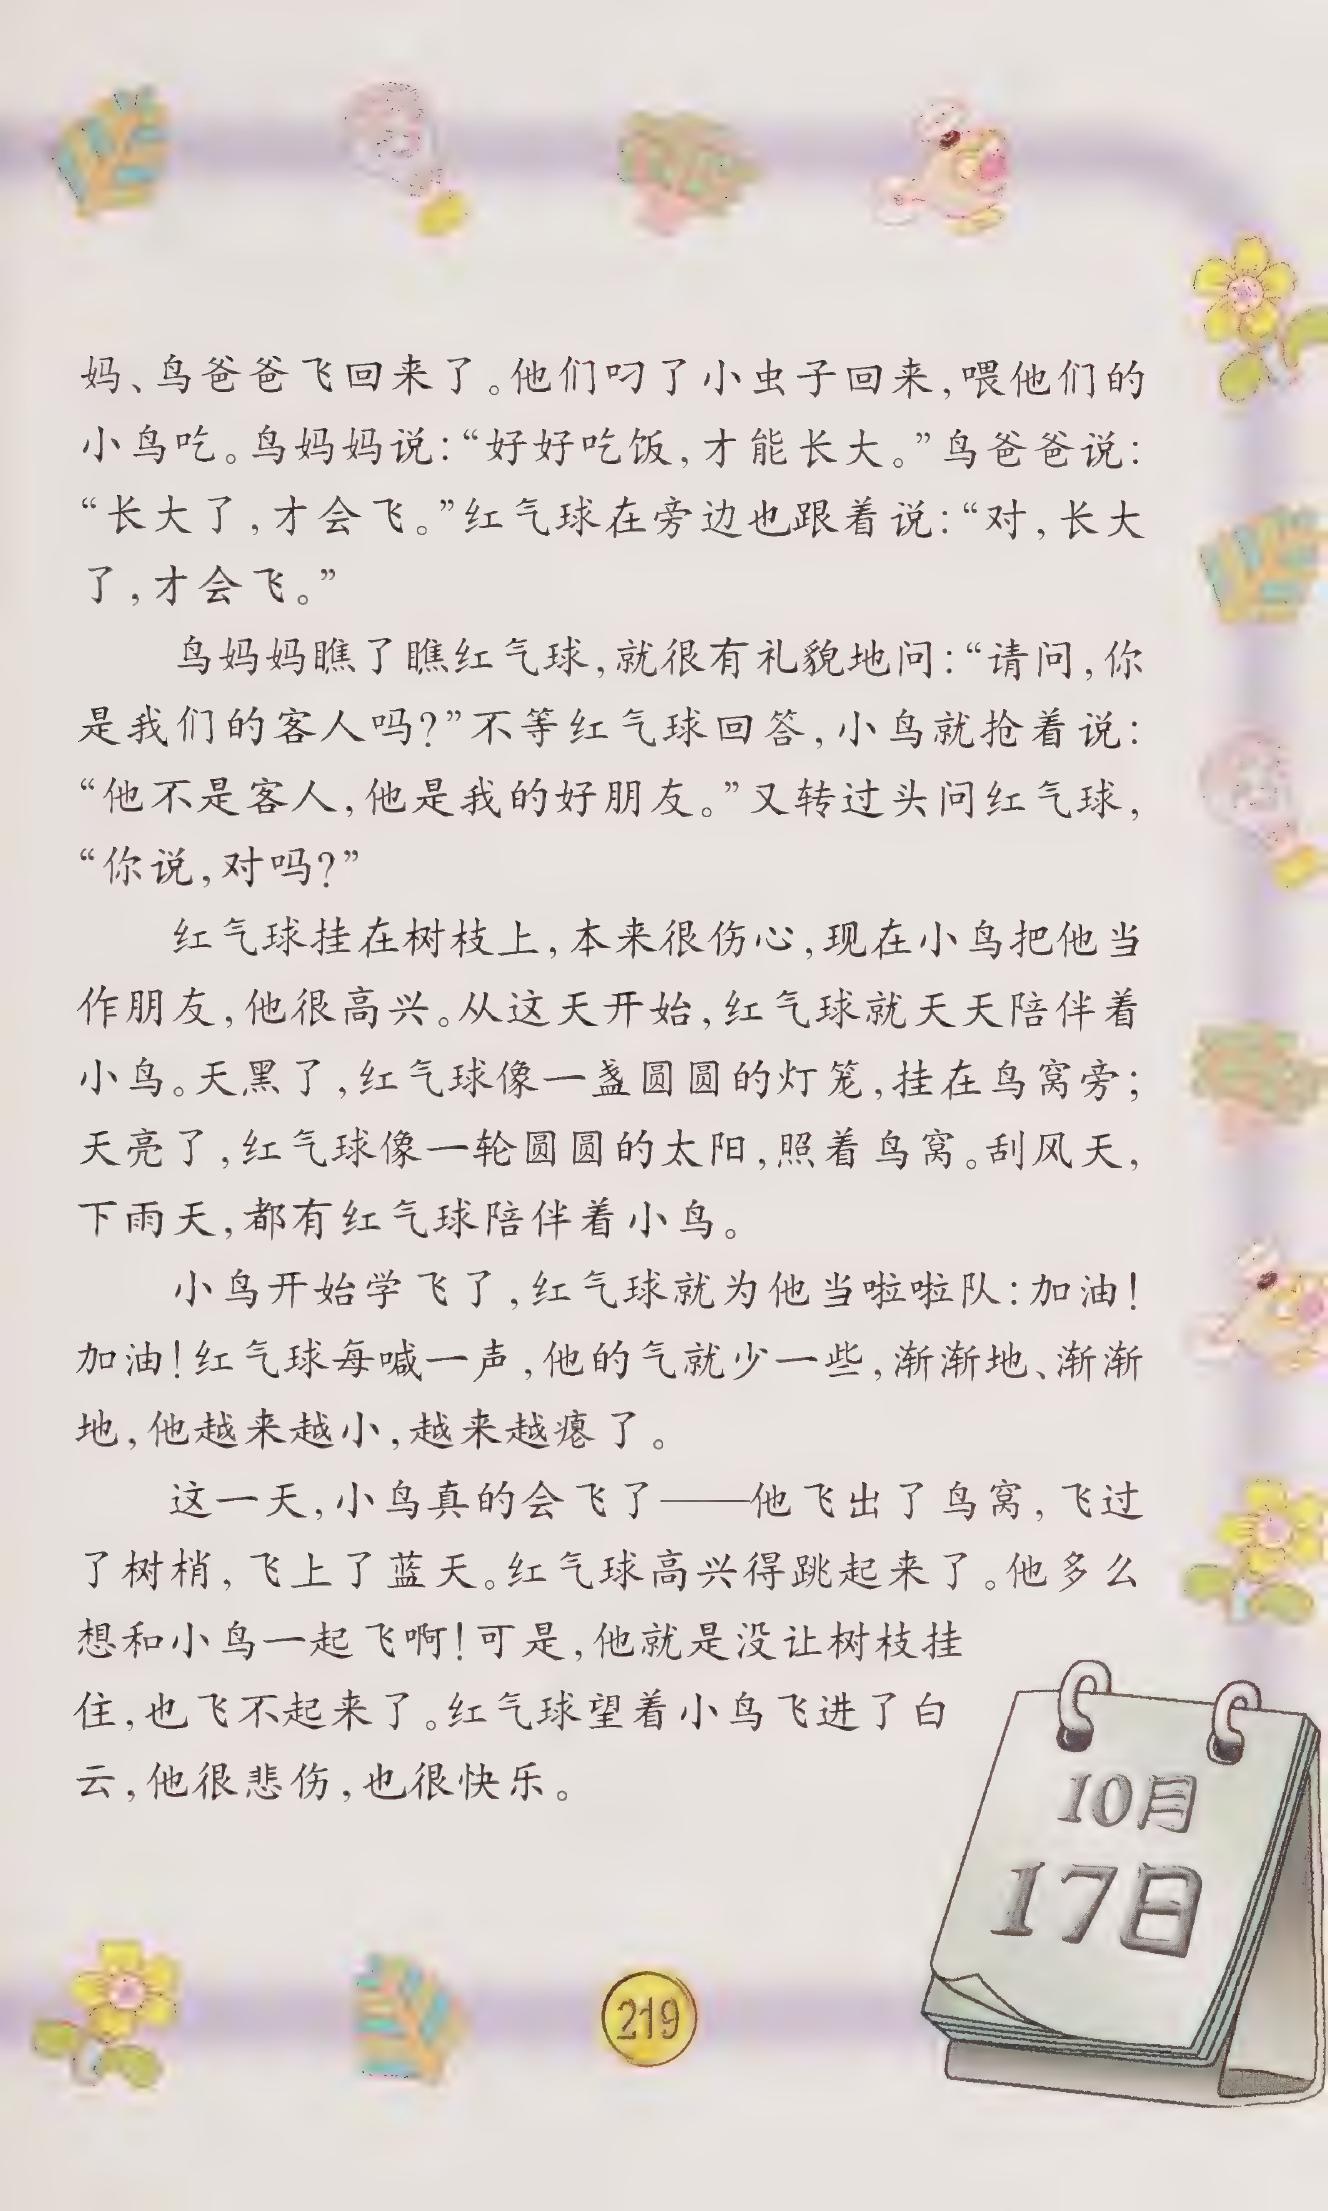 妈、鸟爸爸飞回来了。他们叼了小虫子回来,喂他们的
小鸟吃。鸟妈妈说:“好好吃饭,才能长大。”鸟爸爸说:
“长大了,才会飞。”红气球在旁边也跟着说:“对,长大
了,才会飞。”
鸟妈妈瞧了瞧红气球,就很有礼貌地问:“请问,你
是我们的客人吗?”不等红气球回答,小鸟就抢着说:
“他不是客人,他是我的好朋友。”又转过头问红气球,
“你说,对吗?”
红气球挂在树枝上,本来很伤心,现在小鸟把他当
作朋友,他很高兴。从这天开始,红气球就天天陪伴着
小鸟。天黑了,红气球像一盏圆圆的灯笼,挂在鸟窝旁;
天亮了,红气球像一轮圆圆的太阳,照着鸟窝。刮风天,
下雨天,都有红气球陪伴着小鸟。
小鸟开始学飞了,红气球就为他当啦啦队:加油!
加油!红气球每喊一声,他的气就少一些,渐渐地、渐渐
地,他越来越小,越来越瘪了。
这一天,小鸟真的会飞了——他飞出了鸟窝,飞过
了树梢,飞上了蓝天。红气球高兴得跳起来了。他多么
想和小鸟一起飞啊!可是,他就是没让树枝挂
住,也飞不起来了。红气球望着小鸟飞进了白
云,他很悲伤,也很快乐。
10月
17日
219